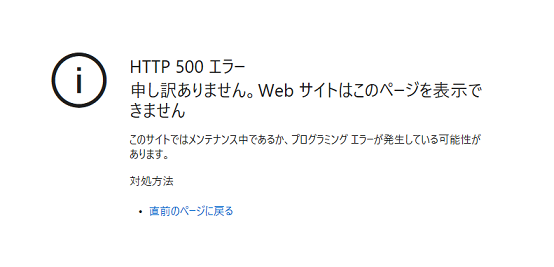 HTTP 500 エラー
申し訳ありません。Web サイトはこのページを表示で
きません
このサイトではメンテナンス中であるか、プログラミング エラーが発生している可能性が
あります。
対処方法
• 直前のページに戻る